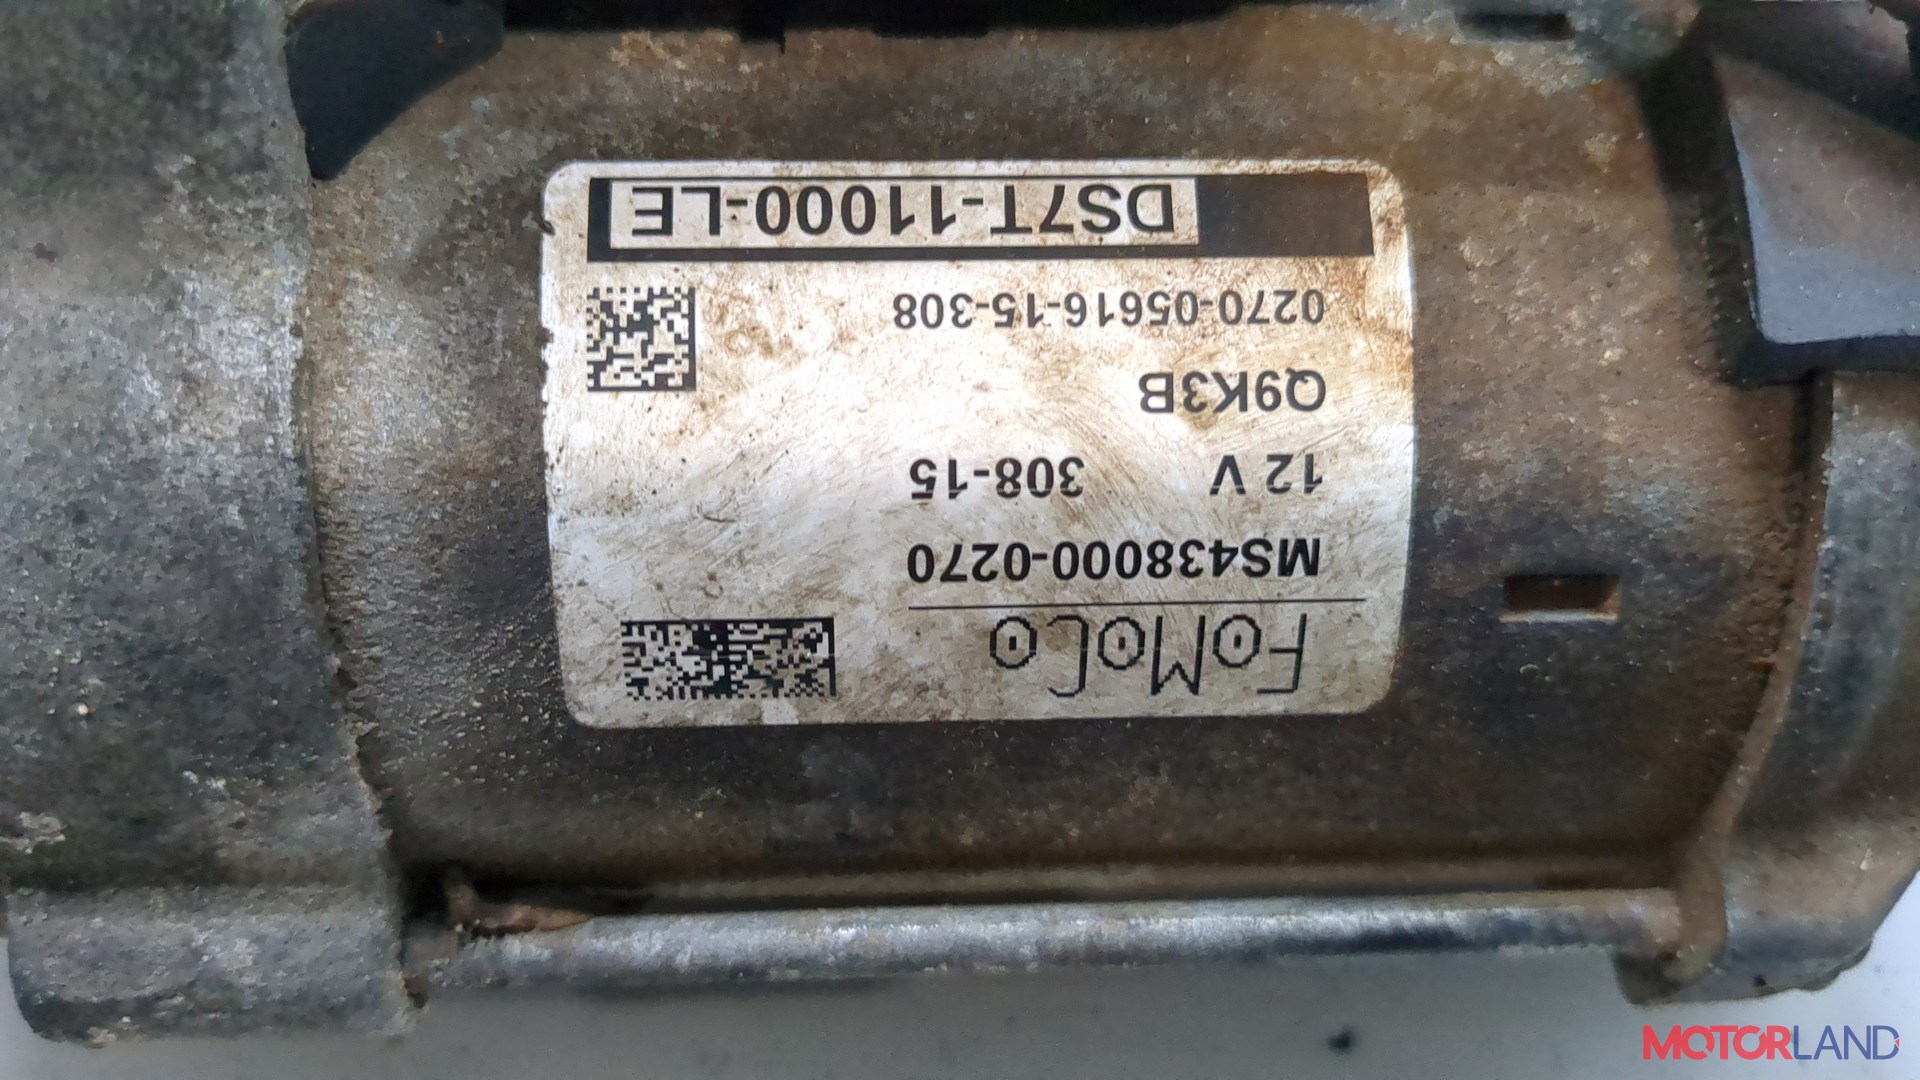 FoMoCo
MS438000-0270
12 V 308-15
Q9K3B
0270-05616-15-308
DS7T-11000-LE
MOTORLAND